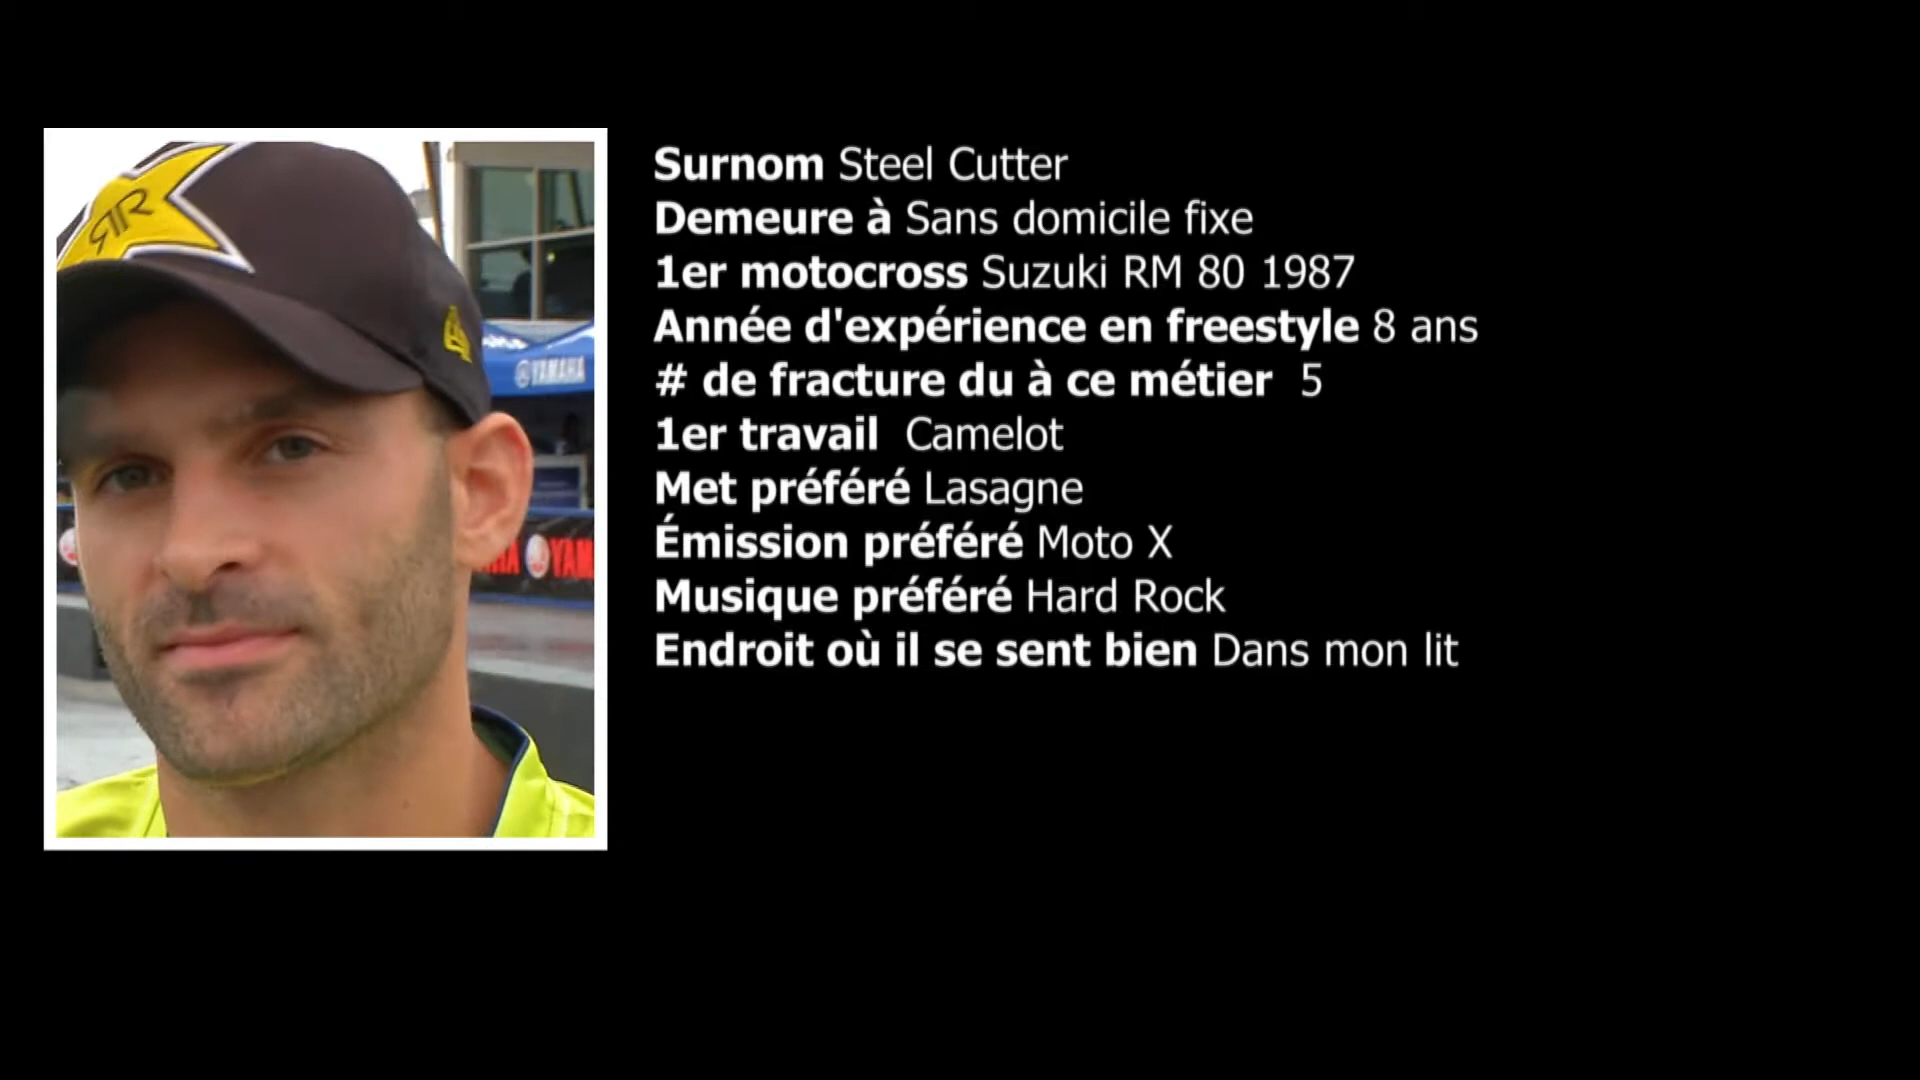 Surnom Steel Cutter
Demeure à Sans domicile fixe
1er motocross Suzuki RM 80 1987
Année d'expérience en freestyle 8 ans
# de fracture du à ce métier 5
1er travail Camelot
Met préféré Lasagne
Émission préféré Moto X
Musique préféré Hard Rock
Endroit où il se sent bien Dans mon lit
YAMAHA
YAM